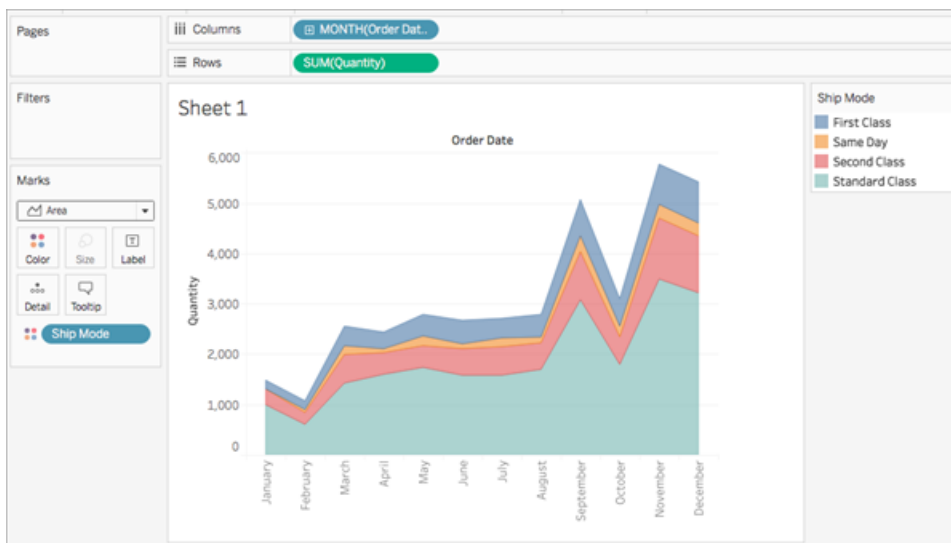 Pages
Columns
MONTH(Order Dat..
Rows
SUM(Quantity)
Filters
Marks
Area
Color
Size
Label
Detail
Tooltip
Ship Mode
Sheet 1
Order Date
Quantity
6,000
5,000
4,000
3,000
2,000
1,000
0
January
February
March
April
May
June
July
August
September
October
November
December
Ship Mode
First Class
Same Day
Second Class
Standard Class